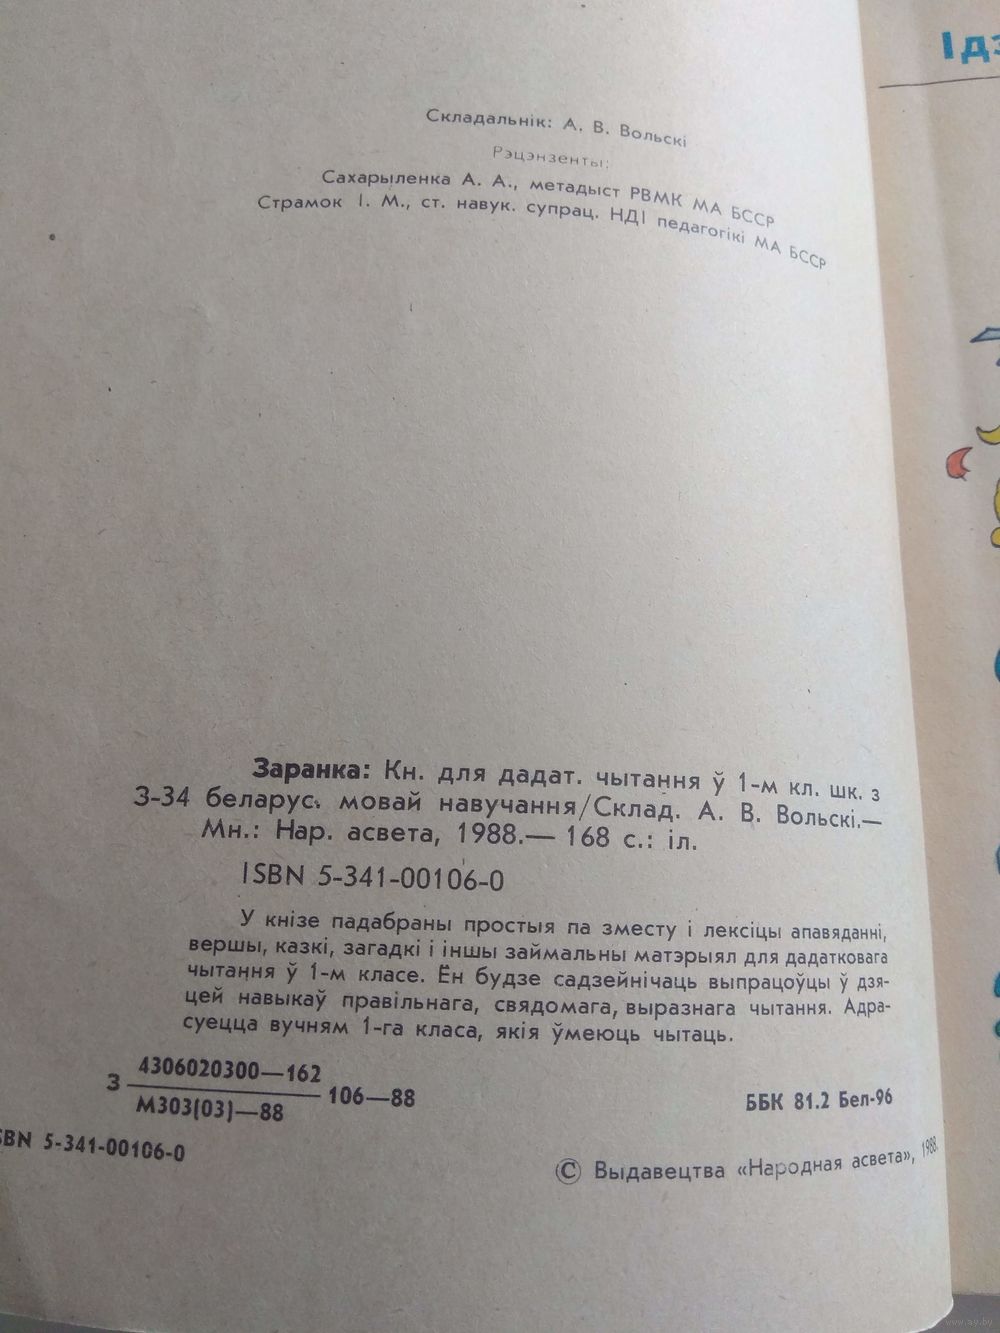 Складальнік: А. В. Вольскі
Рэцэнзенты:
Сахарыленка А. А., метадыст РВМК МА БССР
Страмок І. М., ст. навук. супрац. НДІ педагогікі МА БССР
Заранка: Кн. для дадат. чытання ў 1-м кл. шк. з
З-34 беларус. мовай навучання/Склад. А. В. Вольскі.—
Мн.: Нар. асвета, 1988.— 168 с.: іл.
ISBN 5-341-00106-0
У кнізе падабраны простыя па зместу і лексіцы апавяданні,
вершы, казкі, загадкі і іншы займальны матэрыял для дадатковага
чытання ў 1-м класе. Ён будзе садзейнічаць выпрацоўцы ў дзя-
цей навыкаў правільнага, свядомага, выразнага чытання. Адра-
суецца вучням 1-га класа, якія ўмеюць чытаць.
4306020300—162
З 106—88
М303(03)—88
ББК 81.2 Бел-96
SBN 5-341-00106-0
© Выдавецтва «Народная асвета», 1988.
Ідз
www.ay.by